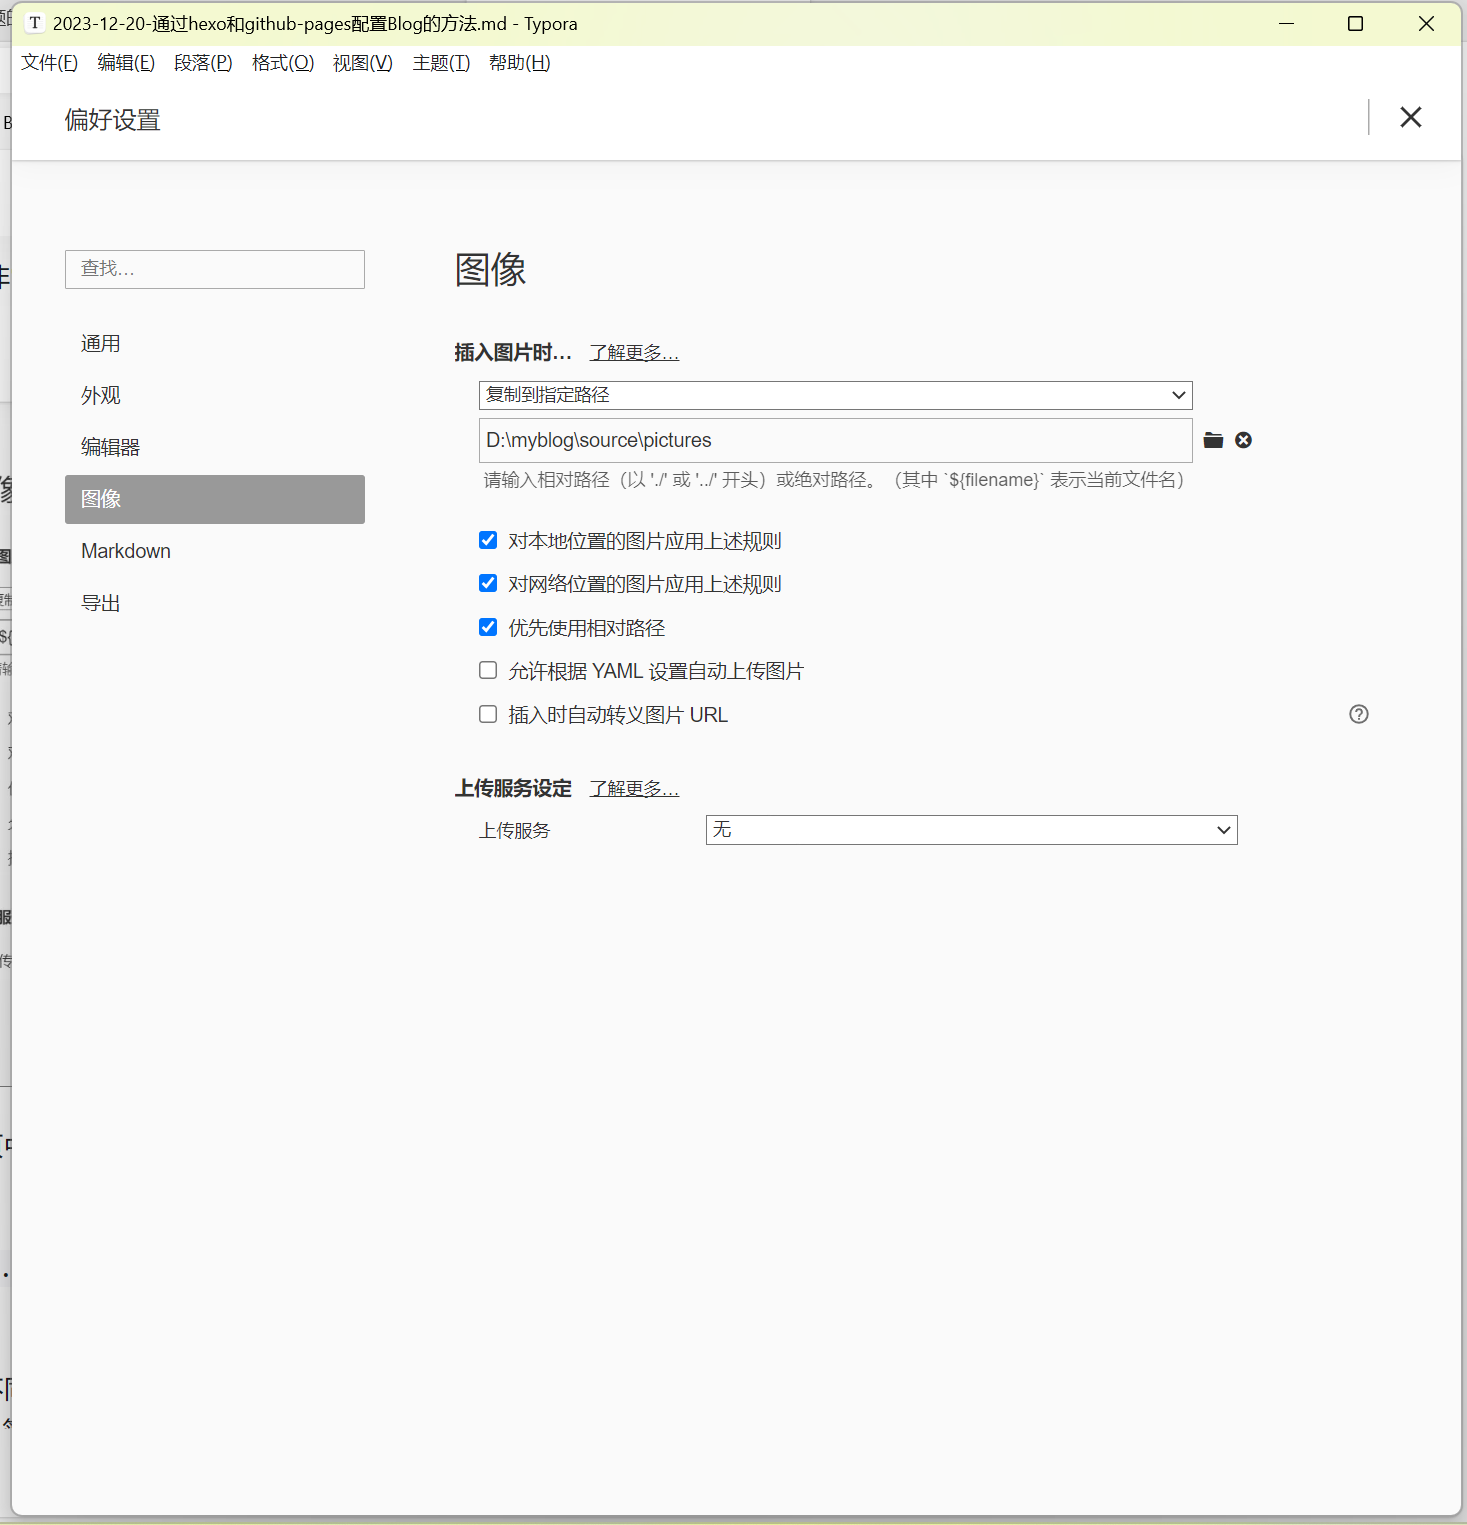 T 2023-12-20-通过hexo和github-pages配置Blog的方法.md - Typora
文件(F) 编辑(E) 段落(P) 格式(O) 视图(V) 主题(T) 帮助(H)
偏好设置
查找...
通用
外观
编辑器
图像
Markdown
导出
图像
插入图片时... 了解更多...
复制到指定路径
D:\myblog\source\pictures
请输入相对路径（以 './' 或 '../' 开头）或绝对路径。（其中 `${filename}` 表示当前文件名）
对本地位置的图片应用上述规则
对网络位置的图片应用上述规则
优先使用相对路径
允许根据 YAML 设置自动上传图片
插入时自动转义图片 URL
上传服务设定 了解更多...
上传服务 无